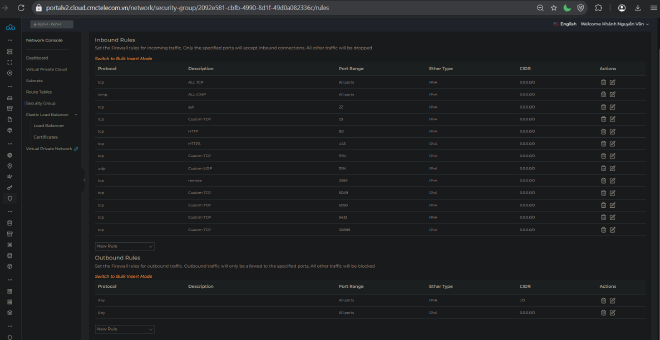 portalv2.cloud.cmctelecom.vn/network/security-group/2092e581-cbfb-4990-8d1f-49d0a082336c/rules
English Welcome Khánh Nguyễn Văn
Network Console
Dashboard
Virtual Private Cloud
Subnets
Route Tables
Security Group
Elastic Load Balancer
Load Balancer
Certificates
Virtual Private Network
Inbound Rules
Set the Firewall rules for incoming traffic. Only the specified ports will accept inbound connections. All other traffic will be dropped
Switch to Bulk Insert Mode
Protocol Description Port Range Ether Type CIDR Actions
tcp ALL TCP All ports IPv4 0.0.0.0/0
icmp ALL ICMP All ports IPv4 0.0.0.0/0
tcp ssh 22 IPv4 0.0.0.0/0
tcp Custom TCP IPv4 0.0.0.0/0
tcp HTTP 80 IPv4 0.0.0.0/0
tcp HTTPS 443 IPv4 0.0.0.0/0
tcp Custom TCP IPv4 0.0.0.0/0
udp Custom UDP IPv4 0.0.0.0/0
tcp IPv4 0.0.0.0/0
tcp Custom TCP IPv4 0.0.0.0/0
tcp Custom TCP IPv4 0.0.0.0/0
tcp Custom TCP IPv4 0.0.0.0/0
tcp Custom TCP IPv4 0.0.0.0/0
New Rule
Outbound Rules
Set the Firewall rules for outbound traffic. Outbound traffic will only be allowed to the specified ports. All other traffic will be blocked
Switch to Bulk Insert Mode
Protocol Description Port Range Ether Type CIDR Actions
Any All ports IPv6 ::/0
Any All ports IPv4 0.0.0.0/0
New Rule